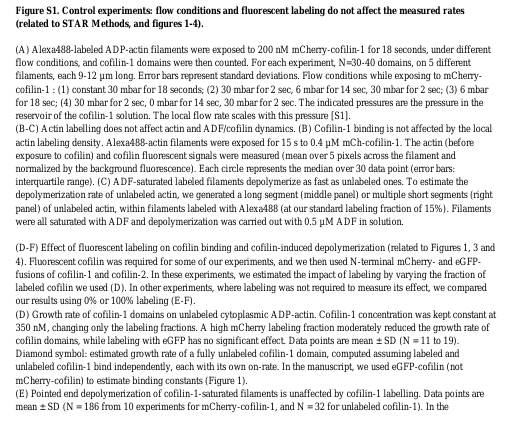 Figure S1. Control experiments: flow conditions and fluorescent labeling do not affect the measured rates
(related to STAR Methods, and figures 1-4).
(A) Alexa488-labeled ADP-actin filaments were exposed to 200 nM mCherry-cofilin-1 for 18 seconds, under different
flow conditions, and cofilin-1 domains were then counted. For each experiment, N=30-40 domains, on 5 different
filaments, each 9-12 µm long. Error bars represent standard deviations. Flow conditions while exposing to mCherry-
cofilin-1 : (1) constant 30 mbar for 18 seconds; (2) 30 mbar for 2 sec, 6 mbar for 14 sec, 30 mbar for 2 sec; (3) 6 mbar
for 18 sec; (4) 30 mbar for 2 sec, 0 mbar for 14 sec, 30 mbar for 2 sec. The indicated pressures are the pressure in the
reservoir of the cofilin-1 solution. The local flow rate scales with this pressure [S1].
(B-C) Actin labelling does not affect actin and ADF/cofilin dynamics. (B) Cofilin-1 binding is not affected by the local
actin labeling density. Alexa488-actin filaments were exposed for 15 s to 0.4 µM mCh-cofilin-1. The actin (before
exposure to cofilin) and cofilin fluorescent signals were measured (mean over 5 pixels across the filament and
normalized by the background fluorescence). Each circle represents the median over 30 data point (error bars:
interquartile range). (C) ADF-saturated labeled filaments depolymerize as fast as unlabeled ones. To estimate the
depolymerization rate of unlabeled actin, we generated a long segment (middle panel) or multiple short segments (right
panel) of unlabeled actin, within filaments labeled with Alexa488 (at our standard labeling fraction of 15%). Filaments
were all saturated with ADF and depolymerization was carried out with 0.5 µM ADF in solution.
(D-F) Effect of fluorescent labeling on cofilin binding and cofilin-induced depolymerization (related to Figures 1, 3 and
4). Fluorescent cofilin was required for some of our experiments, and we then used N-terminal mCherry- and eGFP-
fusions of cofilin-1 and cofilin-2. In these experiments, we estimated the impact of labeling by varying the fraction of
labeled cofilin we used (D). In other experiments, where labeling was not required to measure its effect, we compared
our results using 0% or 100% labeling (E-F).
(D) Growth rate of cofilin-1 domains on unlabeled cytoplasmic ADP-actin. Cofilin-1 concentration was kept constant at
350 nM, changing only the labeling fractions. A high mCherry labeling fraction moderately reduced the growth rate of
cofilin domains, while labeling with eGFP has no significant effect. Data points are mean ± SD (N = 11 to 19).
Diamond symbol: estimated growth rate of a fully unlabeled cofilin-1 domain, computed assuming labeled and
unlabeled cofilin-1 bind independently, each with its own on-rate. In the manuscript, we used eGFP-cofilin (not
mCherry-cofilin) to estimate binding constants (Figure 1).
(E) Pointed end depolymerization of cofilin-1-saturated filaments is unaffected by cofilin-1 labelling. Data points are
mean ± SD (N = 186 from 10 experiments for mCherry-cofilin-1, and N = 32 for unlabeled cofilin-1). In the